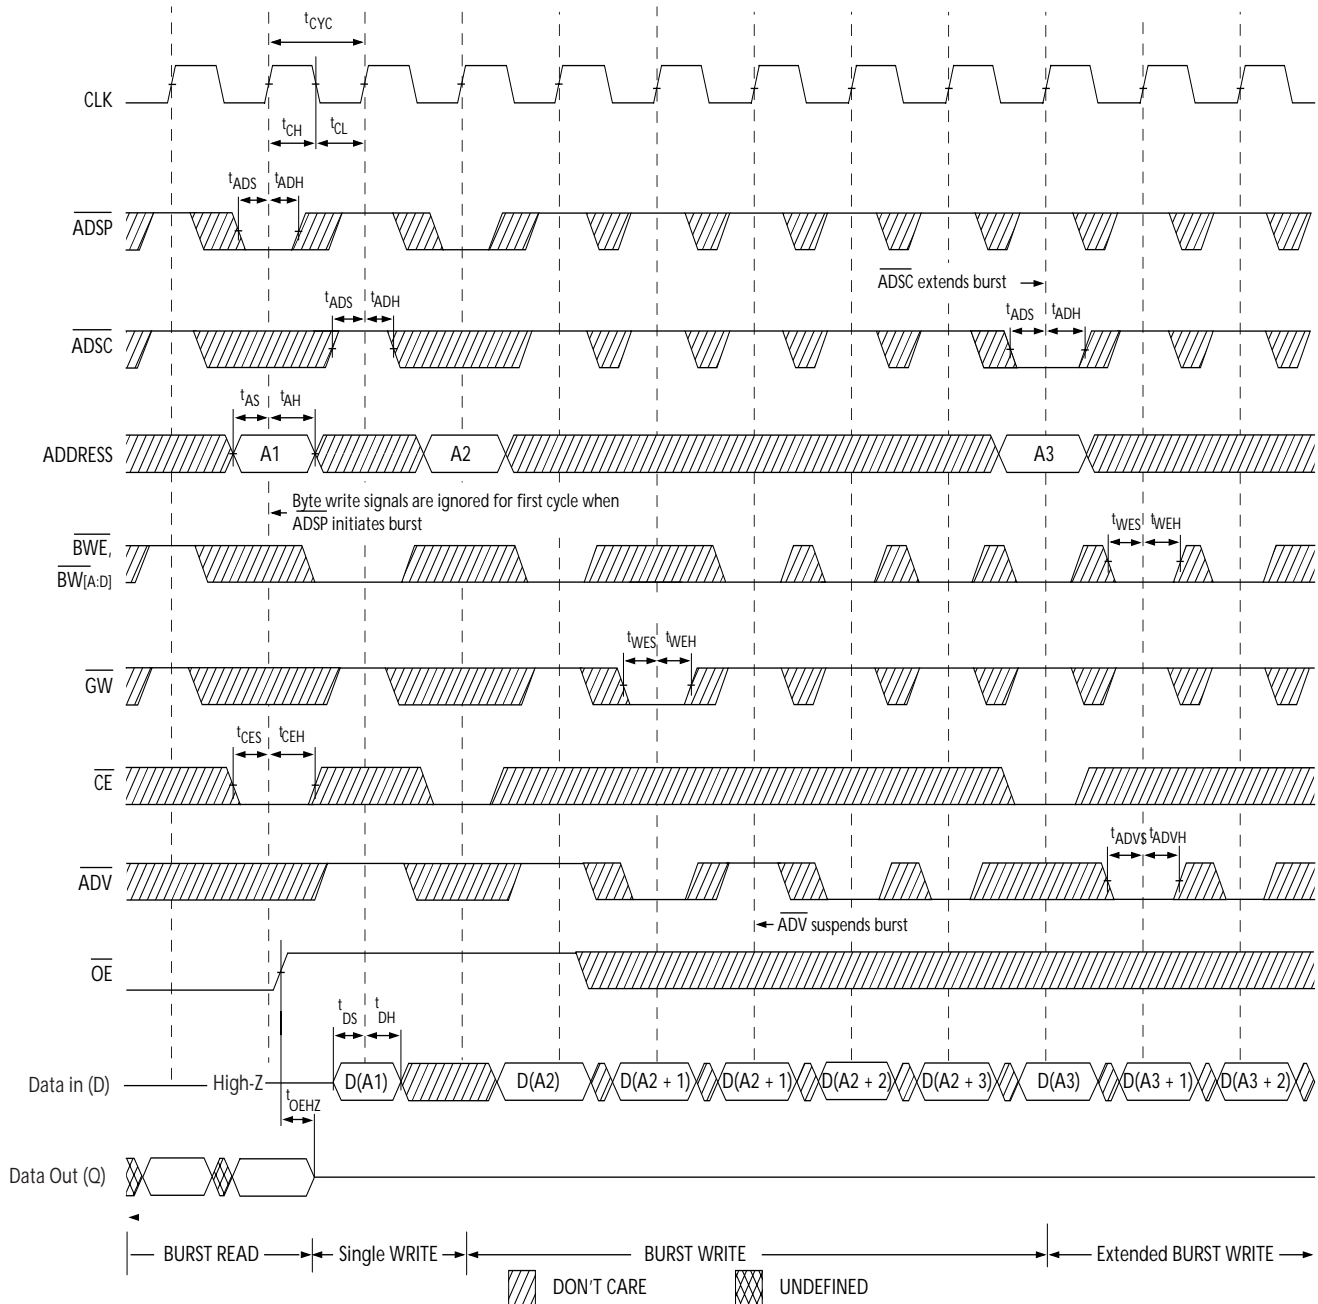 tCYC
CLK
tCH tCL
tADS tADH
ADSP
ADSC extends burst
tADS tADH
tADS tADH
ADSC
tAS tAH
ADDRESS A1 A2 A3
Byte write signals are ignored for first cycle when
ADSP initiates burst
tWES tWEH
BWE,
BW[A:D]
tWES tWEH
GW
tCES tCEH
CE
tADVS tADVH
ADV
ADV suspends burst
OE
tDS tDH
Data in (D) High-Z D(A1) D(A2) D(A2 + 1) D(A2 + 1) D(A2 + 2) D(A2 + 3) D(A3) D(A3 + 1) D(A3 + 2)
tOEHZ
Data Out (Q)
BURST READ Single WRITE BURST WRITE Extended BURST WRITE
DON'T CARE UNDEFINED